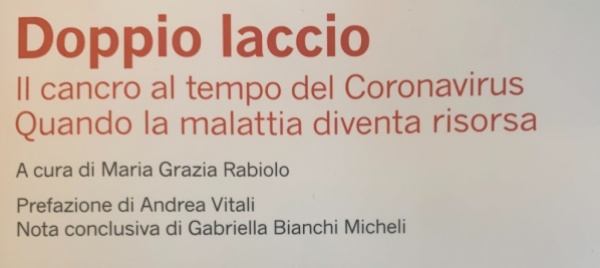 Doppio laccio
Il cancro al tempo del Coronavirus
Quando la malattia diventa risorsa
A cura di Maria Grazia Rabiolo
Prefazione di Andrea Vitali
Nota conclusiva di Gabriella Bianchi Micheli